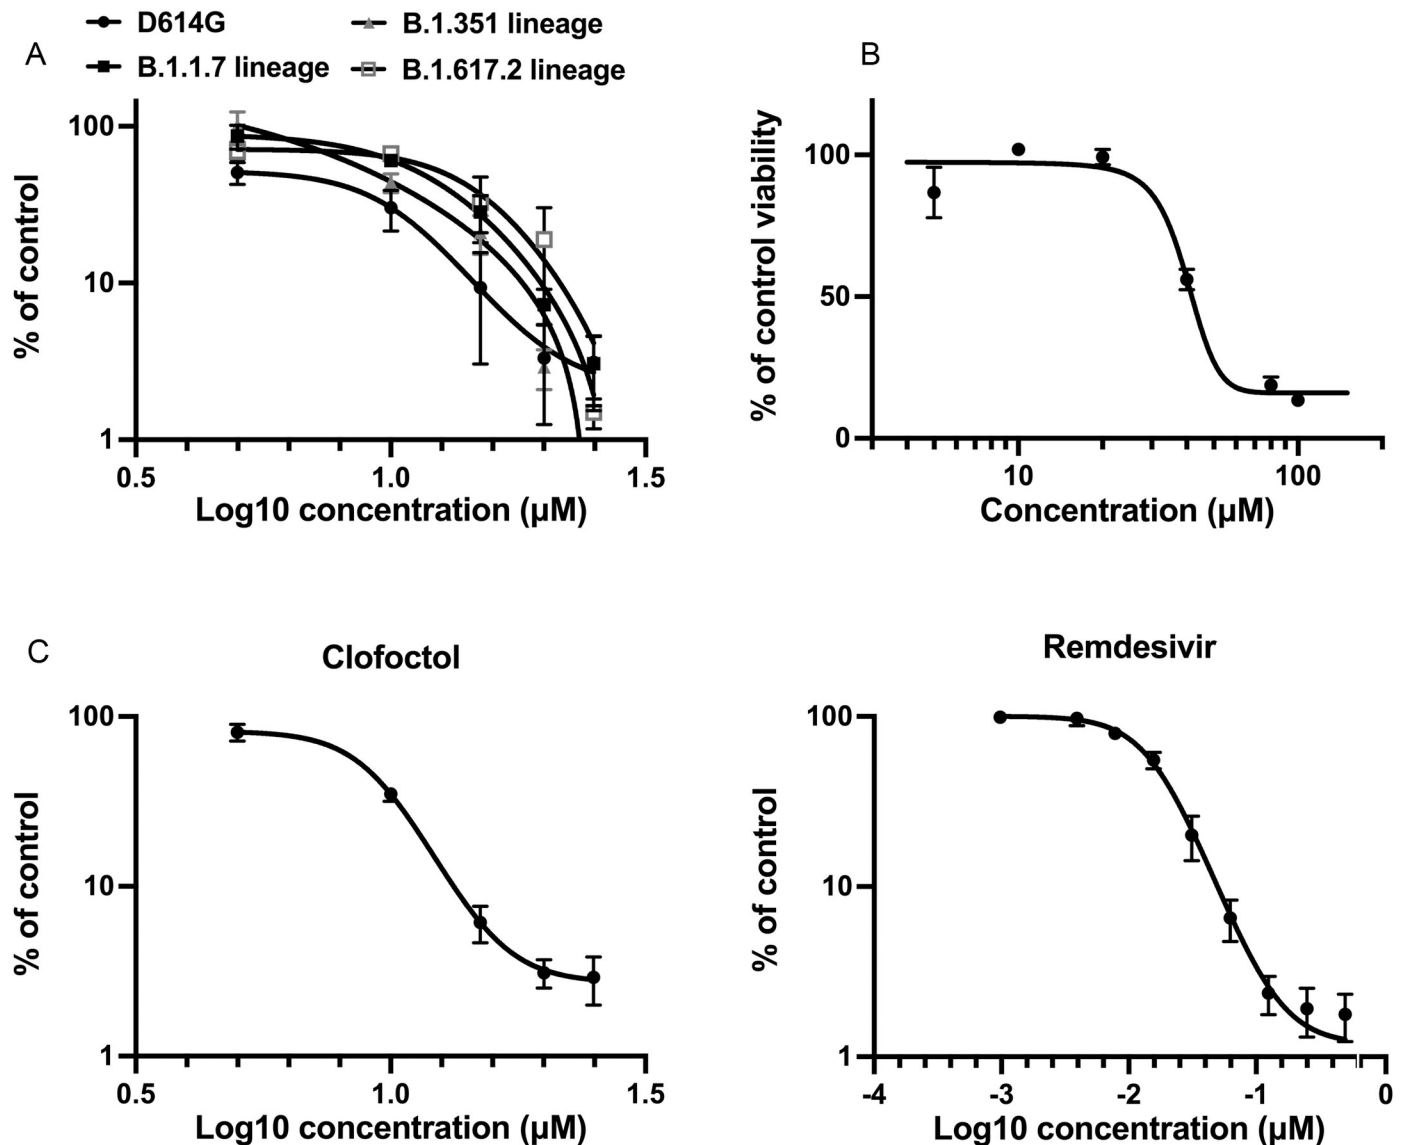 A
D614G
B.1.351 lineage
B.1.1.7 lineage
B.1.617.2 lineage
% of control
100
10
1
0.5
1.0
1.5
Log10 concentration (µM)
B
% of control viability
100
50
0
10
100
Concentration (µM)
C
Clofoctol
% of control
100
10
1
0.5
1.0
1.5
Log10 concentration (µM)
Remdesivir
% of control
100
10
1
-4
-3
-2
-1
0
Log10 concentration (µM)